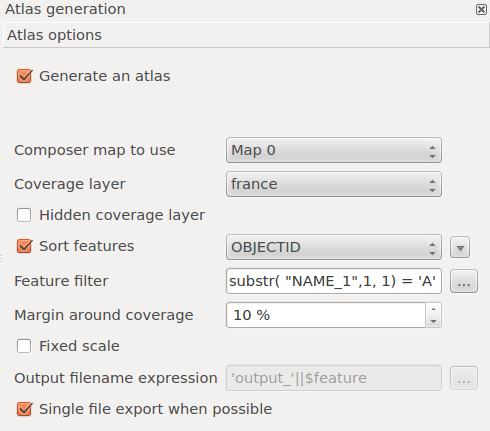 Atlas generation
Atlas options
Generate an atlas
Composer map to use Map 0
Coverage layer france
Hidden coverage layer
Sort features OBJECTID
Feature filter substr( "NAME_1",1, 1) = 'A' ...
Margin around coverage 10 %
Fixed scale
Output filename expression 'output_'||$feature ...
Single file export when possible